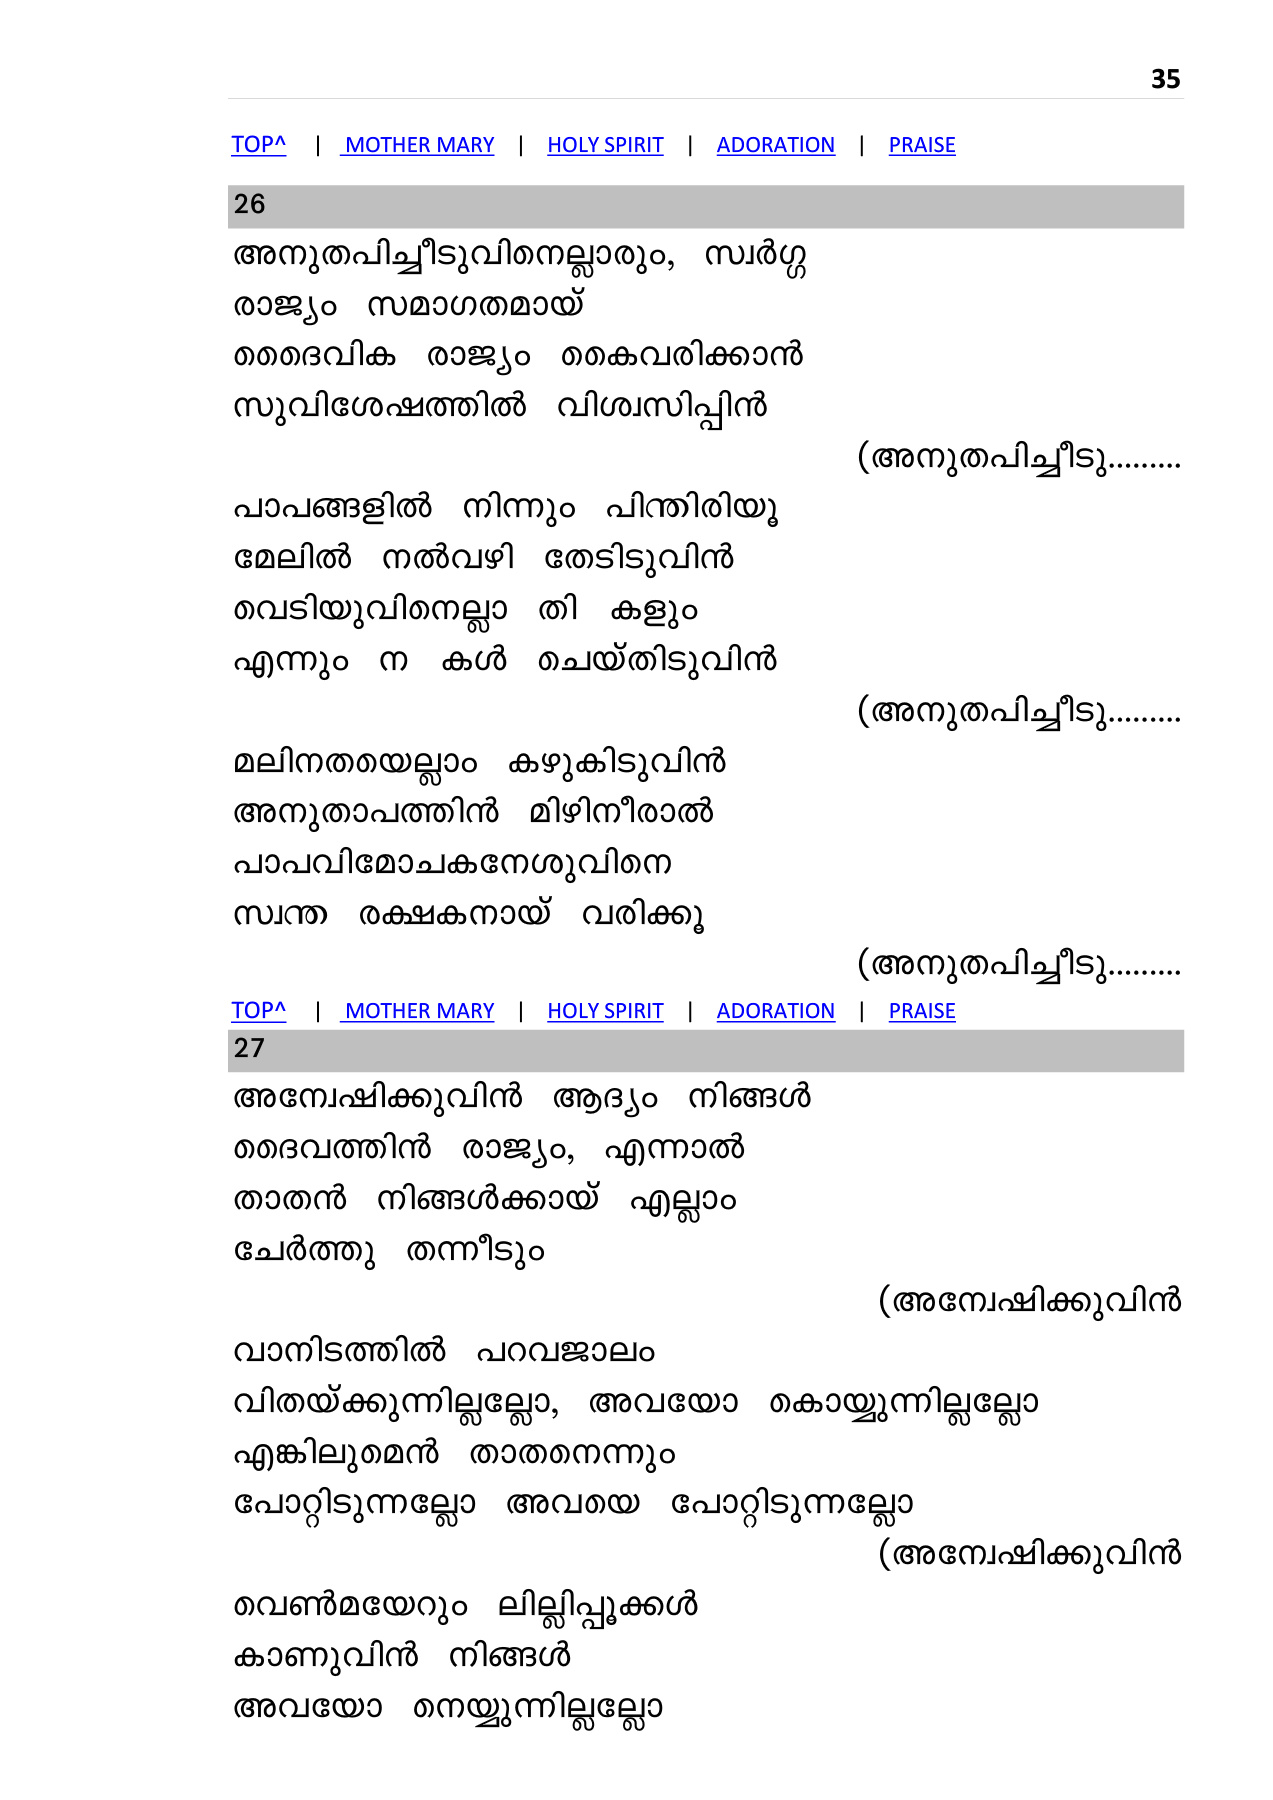 35
TOP^ | MOTHER MARY | HOLY SPIRIT | ADORATION | PRAISE
26
അനുതപിച്ചീടുവിനെല്ലാരും, സ്വർഗ്ഗ
രാജ്യം സമാഗതമായ്
ദൈവിക രാജ്യം കൈവരിക്കാൻ
സുവിശേഷത്തിൽ വിശ്വസിപ്പിൻ
(അനുതപിച്ചീടു.........
പാപങ്ങളിൽ നിന്നും പിന്തിരിയൂ
മേലിൽ നൽവഴി തേടിടുവിൻ
വെടിയുവിനെല്ലാ തി കളും
എന്നും ന കൾ ചെയ്തിടുവിൻ
(അനുതപിച്ചീടു.........
മലിനതയെല്ലാം കഴുകിടുവിൻ
അനുതാപത്തിൻ മിഴിനീരാൽ
പാപവിമോചകനേശുവിനെ
സ്വന്ത രക്ഷകനായ് വരിക്കൂ
(അനുതപിച്ചീടു.........
TOP^ | MOTHER MARY | HOLY SPIRIT | ADORATION | PRAISE
27
അന്വേഷിക്കുവിൻ ആദ്യം നിങ്ങൾ
ദൈവത്തിൻ രാജ്യം, എന്നാൽ
താതൻ നിങ്ങൾക്കായ് എല്ലാം
ചേർത്തു തന്നീടും
(അന്വേഷിക്കുവിൻ
വാനിടത്തിൽ പറവജാലം
വിതയ്ക്കുന്നില്ലല്ലോ, അവയോ കൊയ്യുന്നില്ലല്ലോ
എങ്കിലുമെൻ താതനെന്നും
പോറ്റിടുന്നല്ലോ അവയെ പോറ്റിടുന്നല്ലോ
(അന്വേഷിക്കുവിൻ
വെൺമയേറും ലില്ലിപ്പൂക്കൾ
കാണുവിൻ നിങ്ങൾ
അവയോ നെയ്യുന്നില്ലല്ലോ